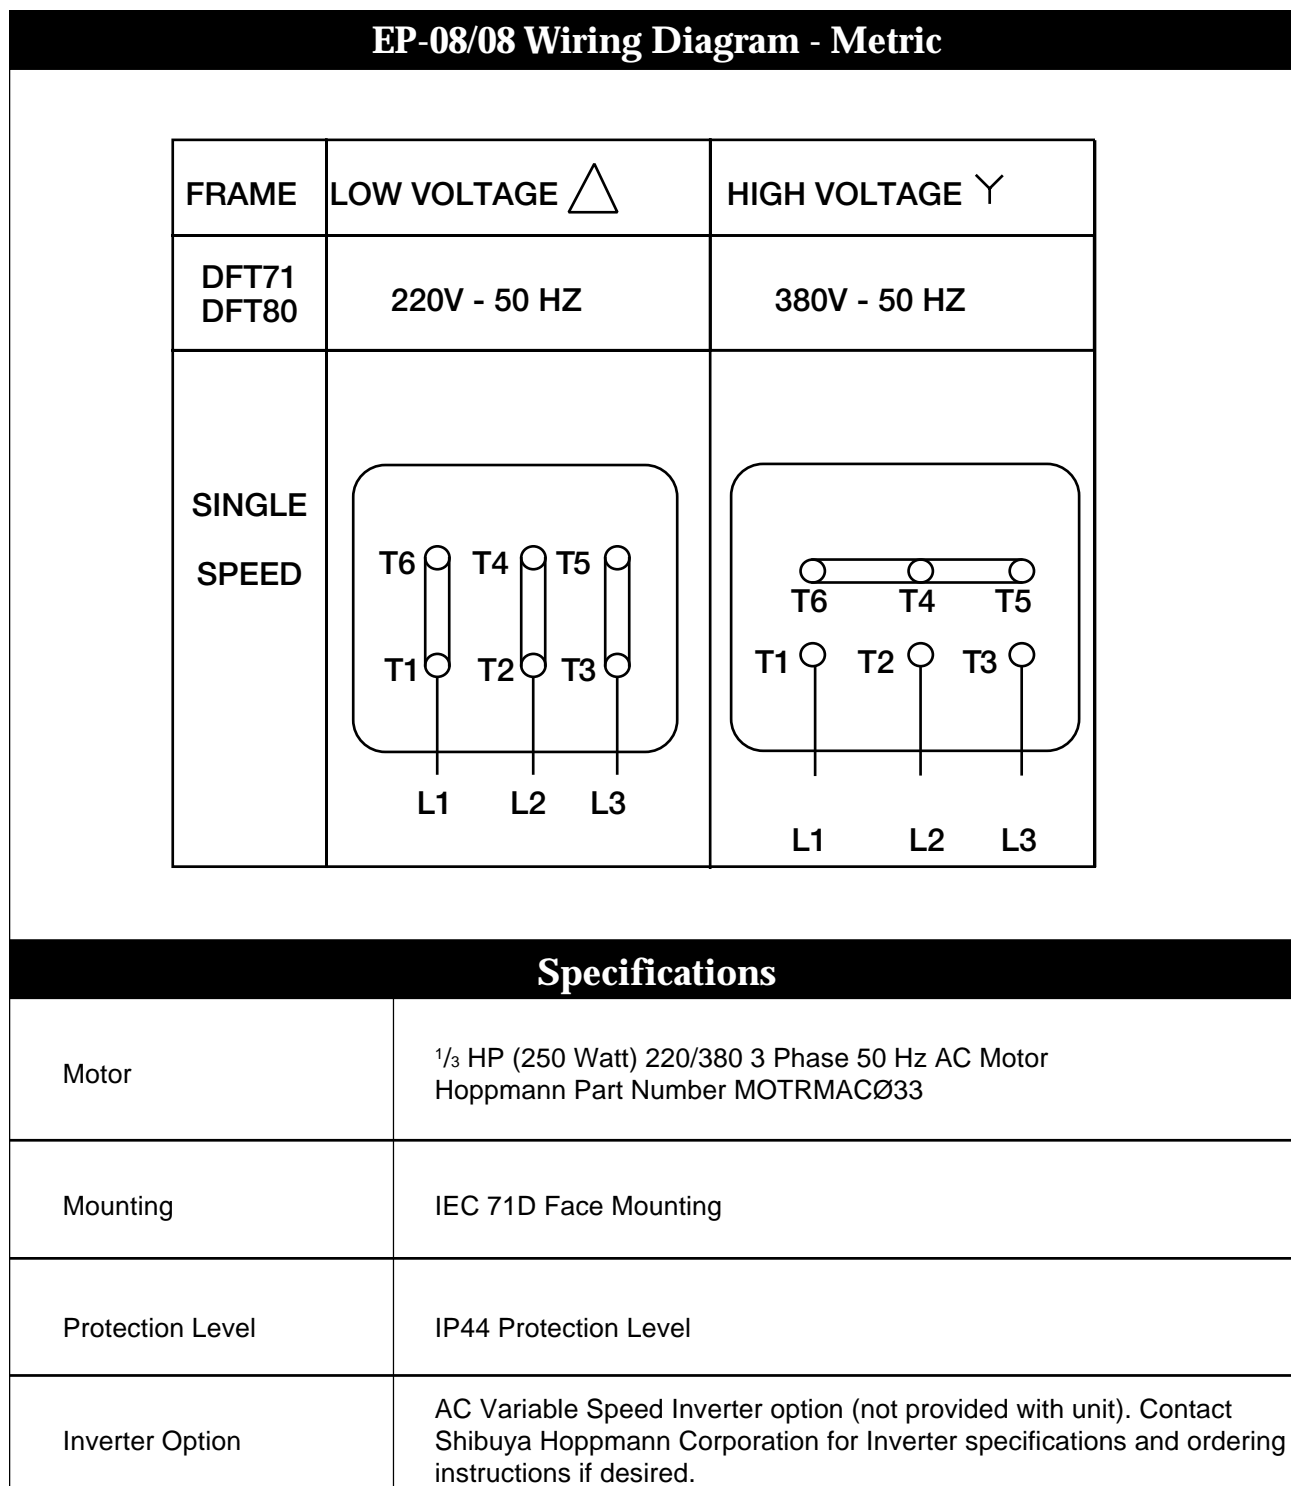 EP-08/08 Wiring Diagram - Metric
FRAME LOW VOLTAGE HIGH VOLTAGE
DFT71
DFT80
220V - 50 HZ 380V - 50 HZ
SINGLE
SPEED
T6 T4 T5
T1 T2 T3
L1 L2 L3
T6 T4 T5
T1 T2 T3
L1 L2 L3
Specifications
Motor
1/3 HP (250 Watt) 220/380 3 Phase 50 Hz AC Motor
Hoppmann Part Number MOTRMACØ33
Mounting
IEC 71D Face Mounting
Protection Level
IP44 Protection Level
Inverter Option
AC Variable Speed Inverter option (not provided with unit). Contact
Shibuya Hoppmann Corporation for Inverter specifications and ordering
instructions if desired.